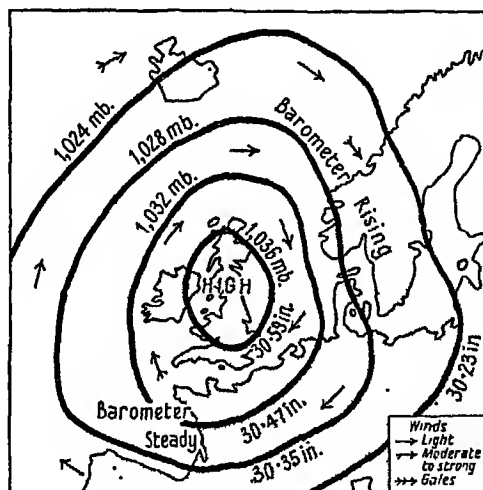 1,024 mb.
1,028 mb.
1,032 mb.
1,036 mb.
Barometer
Rising
HIGH
30·59 in.
30·47 in.
30·35 in.
30·23 in
Barometer
Steady
Winds
Light
Moderate
to strong
Gales